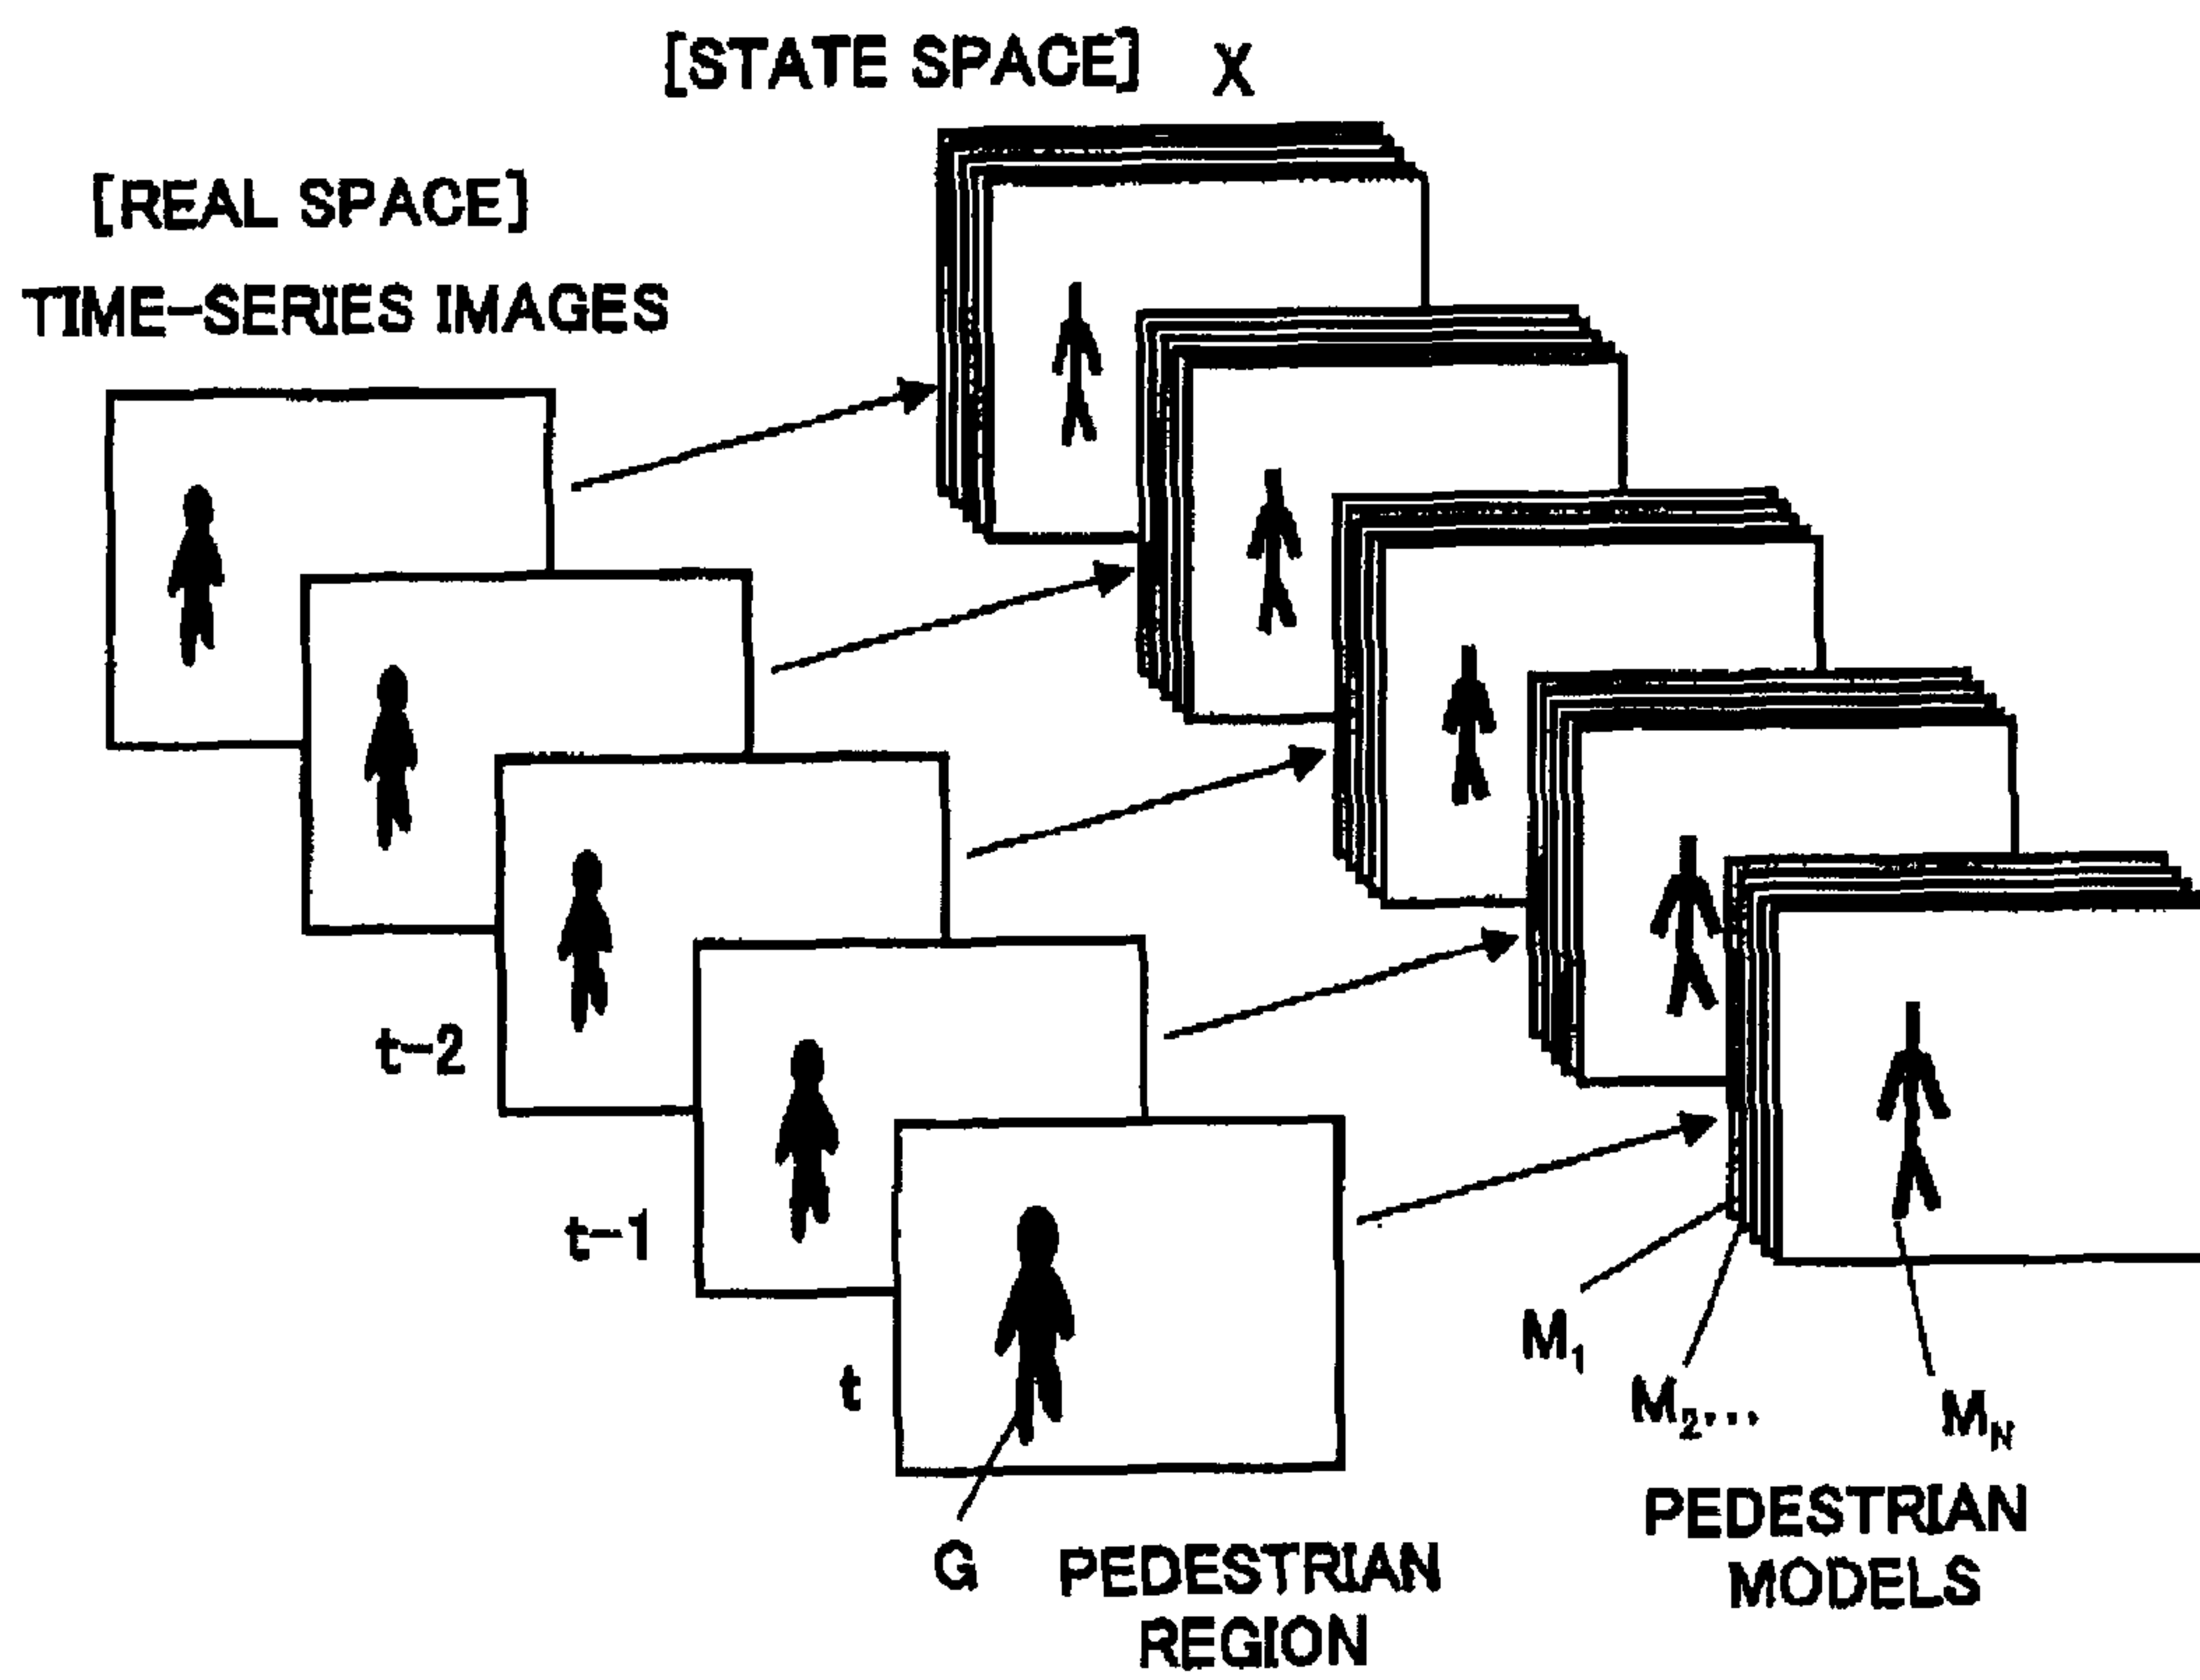 [STATE SPACE] X
[REAL SPACE]
TIME-SERIES IMAGES
t-2
t-1
t
M1
M2,...
MN
G
PEDESTRIAN
REGION
PEDESTRIAN
MODELS